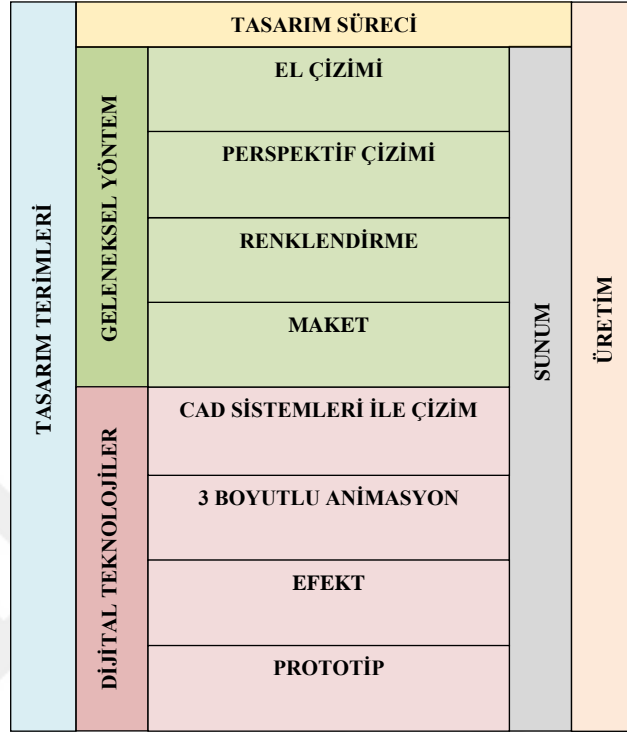 TASARIM TERİMLERİ
TASARIM SÜRECİ
GELENEKSEL YÖNTEM
EL ÇİZİMİ
PERSPEKTİF ÇİZİMİ
RENKLENDİRME
MAKET
DİJİTAL TEKNOLOJİLER
CAD SİSTEMLERİ İLE ÇİZİM
3 BOYUTLU ANİMASYON
EFEKT
PROTOTİP
SUNUM
ÜRETİM